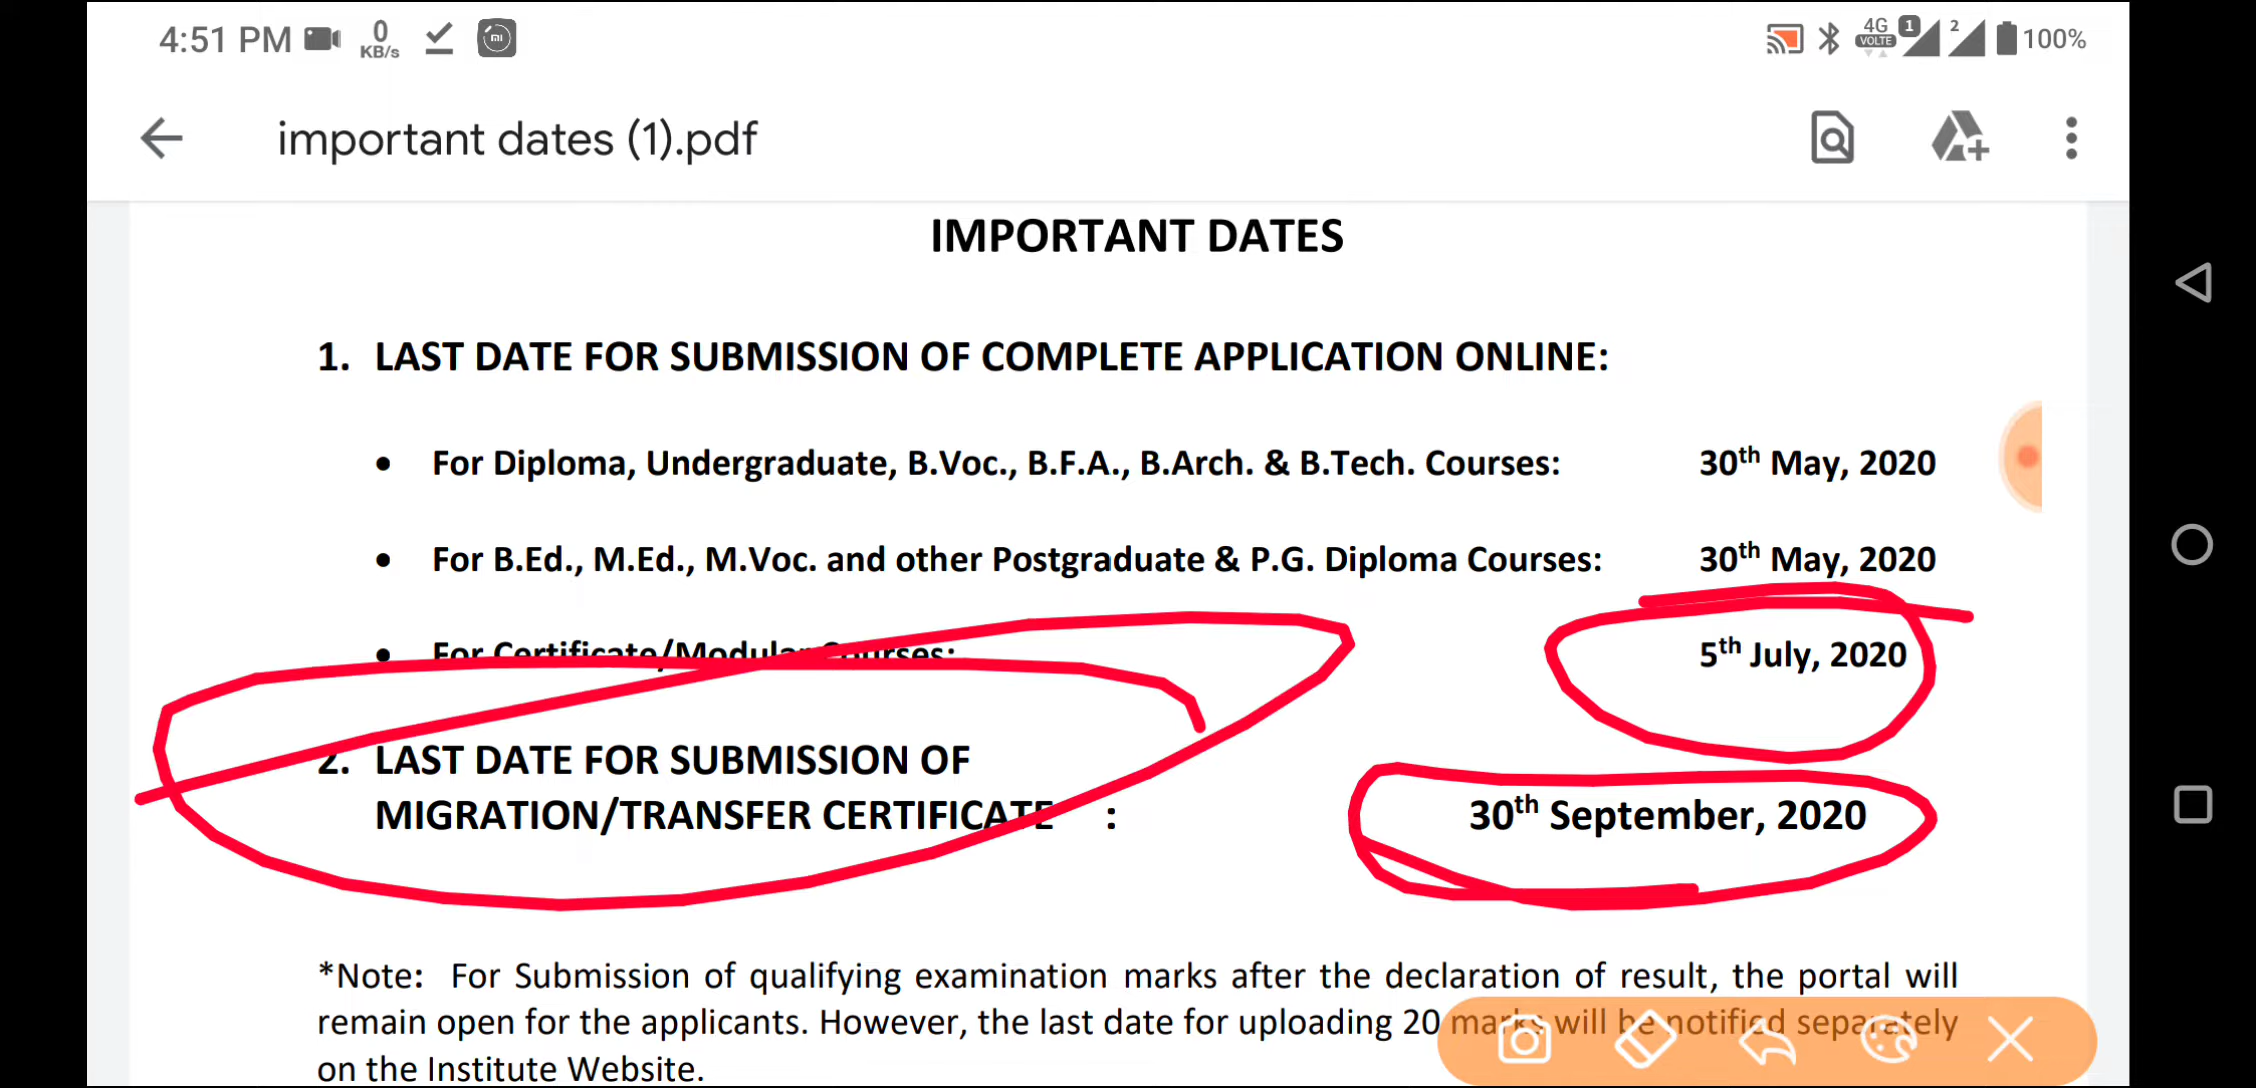 4:51 PM 0 KB/s mi 4G VOLTE 1 2 100%
important dates (1).pdf
IMPORTANT DATES
1. LAST DATE FOR SUBMISSION OF COMPLETE APPLICATION ONLINE:
• For Diploma, Undergraduate, B.Voc., B.F.A., B.Arch. & B.Tech. Courses: 30th May, 2020
• For B.Ed., M.Ed., M.Voc. and other Postgraduate & P.G. Diploma Courses: 30th May, 2020
• For Certificate/Modular Courses: 5th July, 2020
2. LAST DATE FOR SUBMISSION OF
MIGRATION/TRANSFER CERTIFICATE : 30th September, 2020
*Note: For Submission of qualifying examination marks after the declaration of result, the portal will
remain open for the applicants. However, the last date for uploading 20 marks will be notified separately
on the Institute Website.